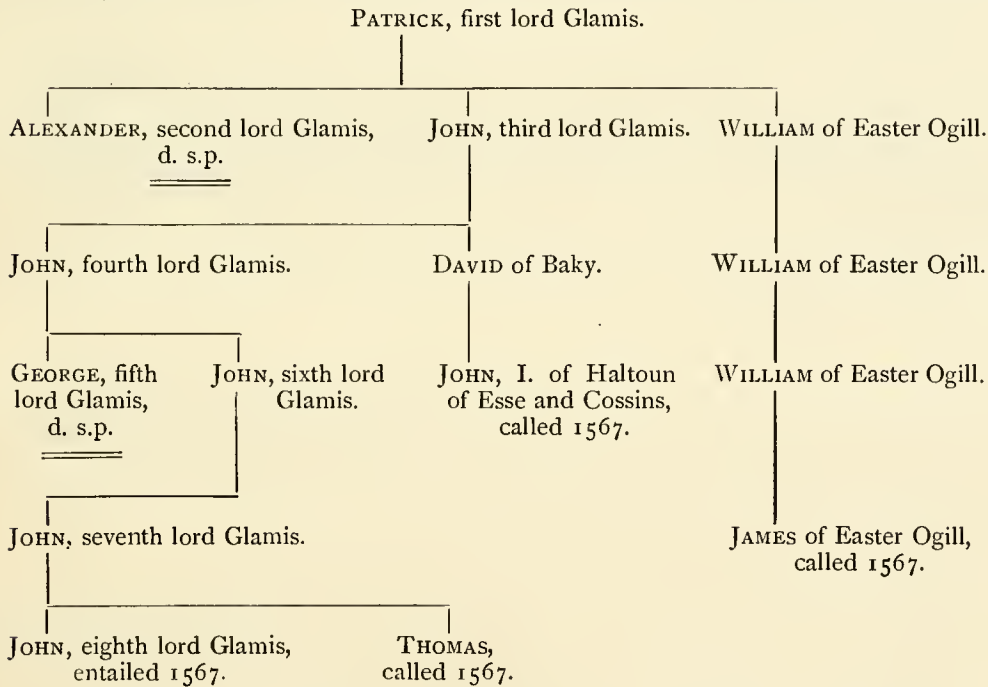 PATRICK, first lord Glamis.
ALEXANDER, second lord Glamis,
d. s.p.
JOHN, third lord Glamis.
WILLIAM of Easter Ogill.
JOHN, fourth lord Glamis.
DAVID of Baky.
WILLIAM of Easter Ogill.
GEORGE, fifth
lord Glamis,
d. s.p.
JOHN, sixth lord
Glamis.
JOHN, I. of Haltoun
of Esse and Cossins,
called 1567.
WILLIAM of Easter Ogill.
JOHN, seventh lord Glamis.
JAMES of Easter Ogill,
called 1567.
JOHN, eighth lord Glamis,
entailed 1567.
THOMAS,
called 1567.